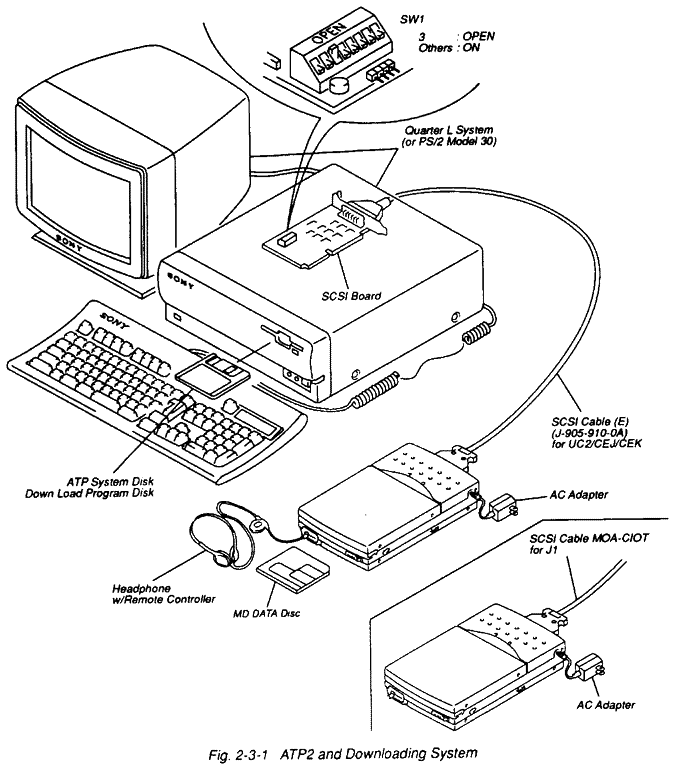 SW1
OPEN
3 : OPEN
Others : ON
Quarter L System
(or PS/2 Model 30)
SONY
SONY
SCSI Board
SONY
SCSI Cable (E)
(J-905-910-0A)
for UC2/CEJ/CEK
ATP System Disk
Down Load Program Disk
AC Adapter
SCSI Cable MOA-CIOT
for J1
Headphone
w/Remote Controller
MD DATA Disc
AC Adapter
Fig. 2-3-1 ATP2 and Downloading System